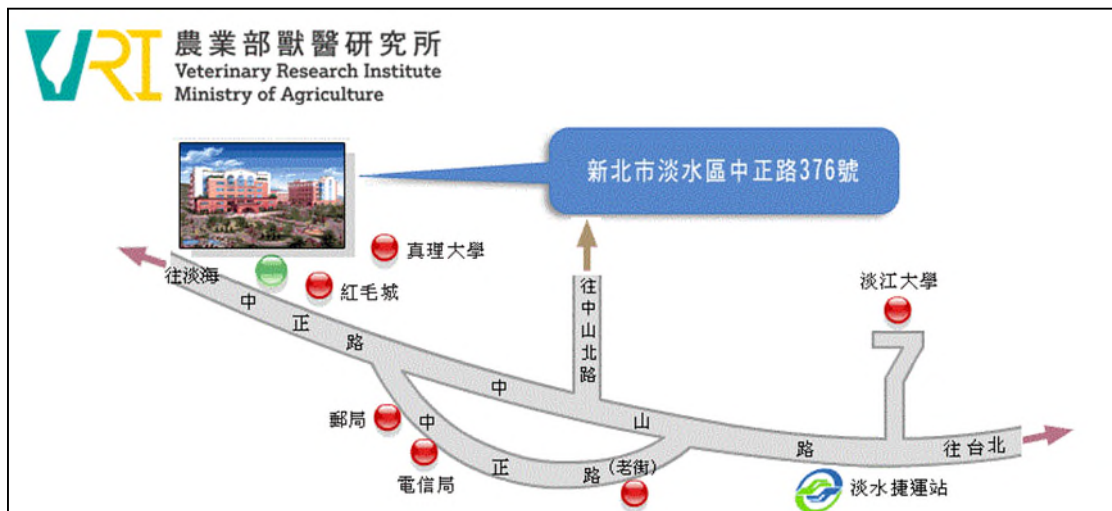 VRI 農業部獸醫研究所
Veterinary Research Institute
Ministry of Agriculture
新北市淡水區中正路376號
真理大學
往淡海
紅毛城
淡江大學
中正路
往中山北路
中山路
郵局
中正路(老街)
電信局
往台北
淡水捷運站